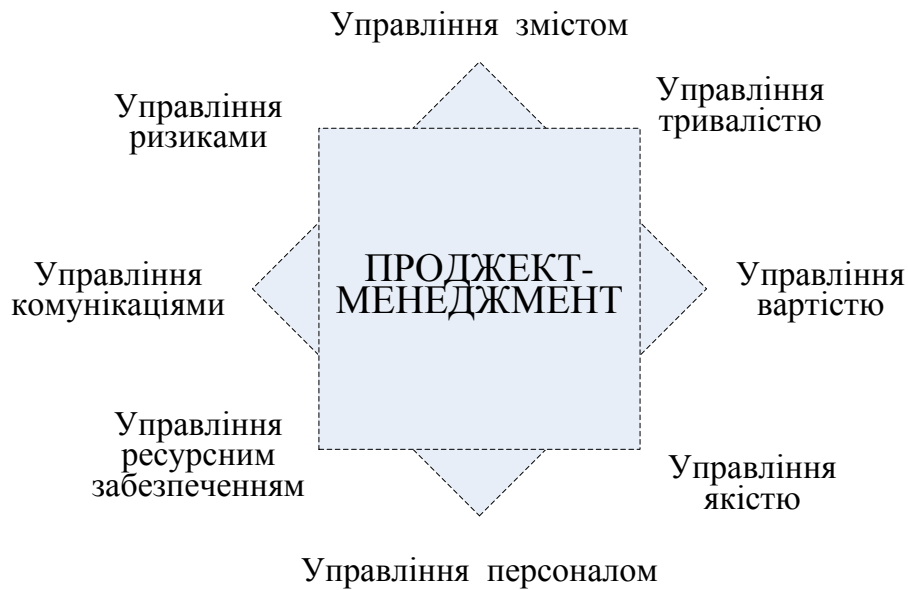 Управління змістом
Управління
ризиками
Управління
тривалістю
ПРОДЖЕКТ-
МЕНЕДЖМЕНТ
Управління
комунікаціями
Управління
вартістю
Управління
ресурсним
забезпеченням
Управління
якістю
Управління персоналом